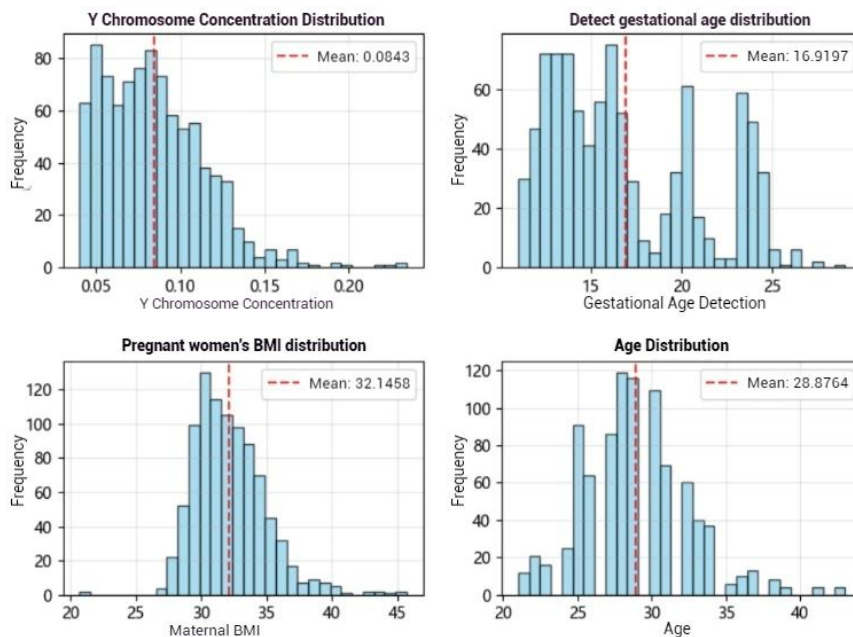 Y Chromosome Concentration Distribution
Mean: 0.0843
Frequency
80
60
40
20
0
0.05 0.10 0.15 0.20
Y Chromosome Concentration
Detect gestational age distribution
Mean: 16.9197
Frequency
60
40
20
0
15 20 25
Gestational Age Detection
Pregnant women's BMI distribution
Mean: 32.1458
Frequency
120
100
80
60
40
20
0
20 25 30 35 40 45
Maternal BMI
Age Distribution
Mean: 28.8764
Frequency
120
100
80
60
40
20
0
20 25 30 35 40
Age